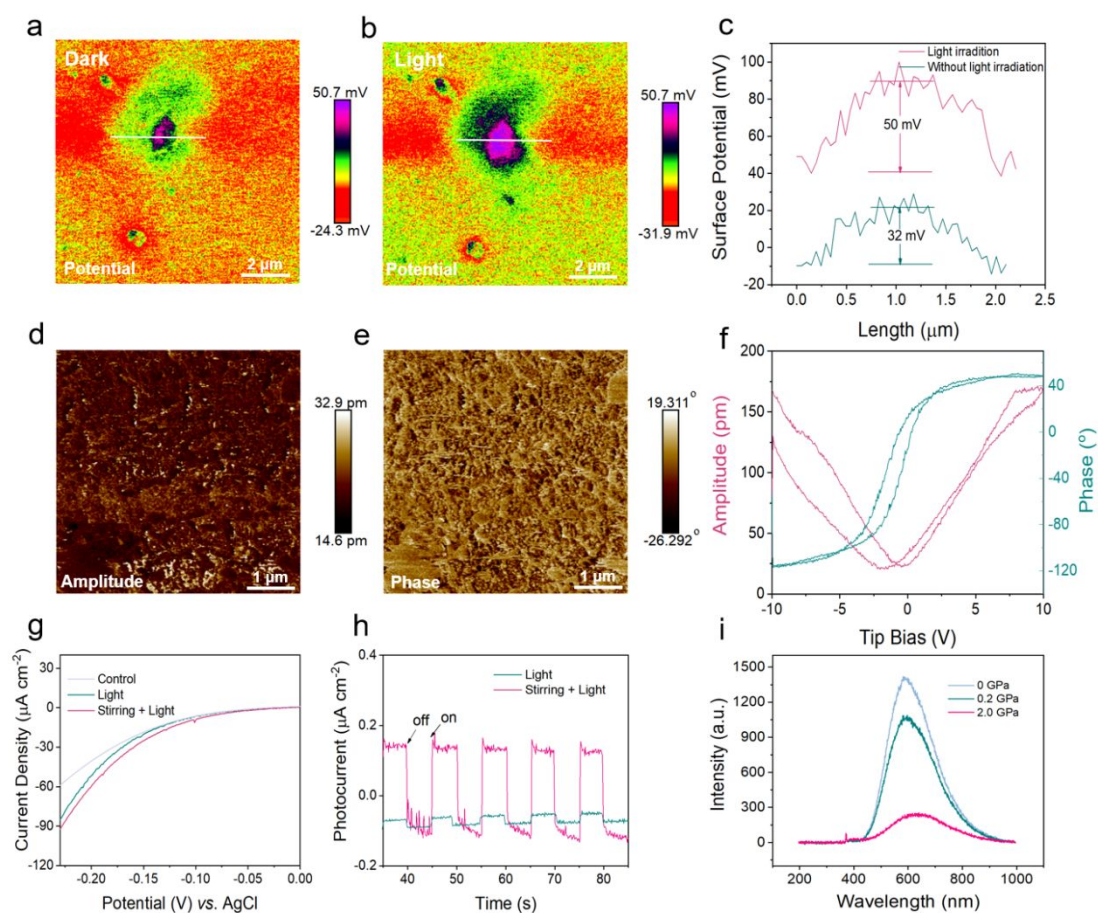 a
Dark
50.7 mV
-24.3 mV
Potential
2 μm
b
Light
50.7 mV
-31.9 mV
Potential
2 μm
c
Surface Potential (mV)
100
80
60
40
20
0
-20
Light irradition
Without light irradiation
50 mV
32 mV
0.0 0.5 1.0 1.5 2.0 2.5
Length (μm)
d
32.9 pm
14.6 pm
Amplitude
1 μm
e
19.311°
-26.292°
Phase
1 μm
f
Amplitude (pm)
200
150
100
50
0
Phase (°)
40
0
-40
-80
-120
-10 -5 0 5 10
Tip Bias (V)
g
Current Density (μA cm⁻²)
30
0
-30
-60
-90
-120
Control
Light
Stirring + Light
-0.20 -0.15 -0.10 -0.05 0.00
Potential (V) vs. AgCl
h
Photocurrent (μA cm⁻²)
0.4
0.2
0.0
-0.2
Light
Stirring + Light
off
on
40 50 60 70 80
Time (s)
i
Intensity (a.u.)
1500
1200
900
600
300
0
0 GPa
0.2 GPa
2.0 GPa
200 400 600 800 1000
Wavelength (nm)